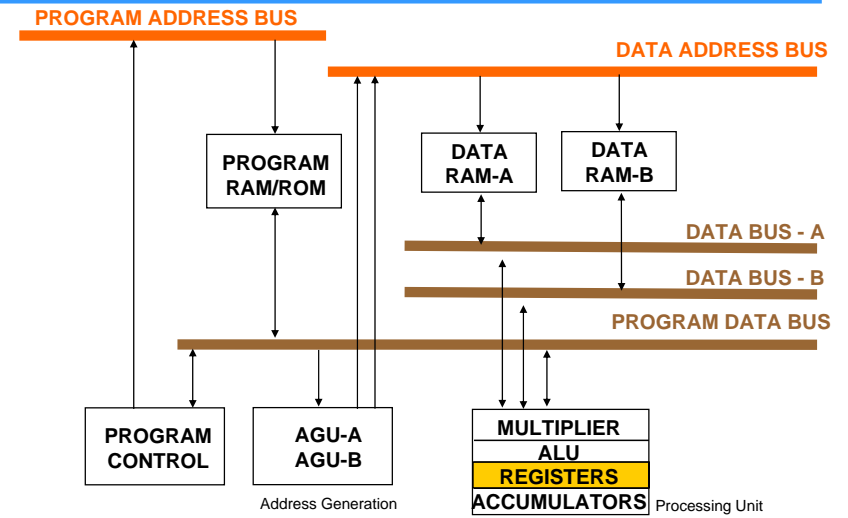 PROGRAM ADDRESS BUS
DATA ADDRESS BUS
PROGRAM
RAM/ROM
DATA
RAM-A
DATA
RAM-B
DATA BUS - A
DATA BUS - B
PROGRAM DATA BUS
PROGRAM
CONTROL
AGU-A
AGU-B
MULTIPLIER
ALU
REGISTERS
ACCUMULATORS
Address Generation
Processing Unit